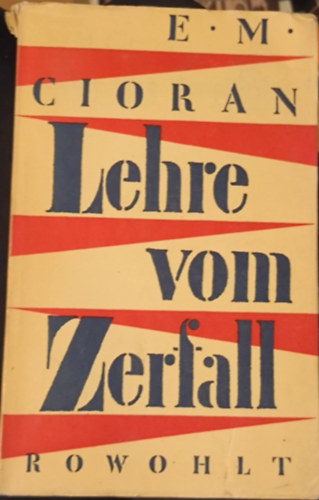 E · M ·
CIORAN
Lehre
vom
Zerfall
ROWOHLT